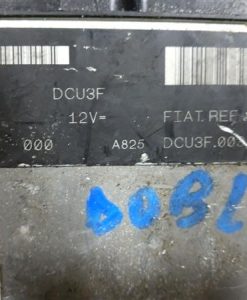 DCU3F
12V=
FIAT.REF.
000
A825
DCU3F.00
DOBL